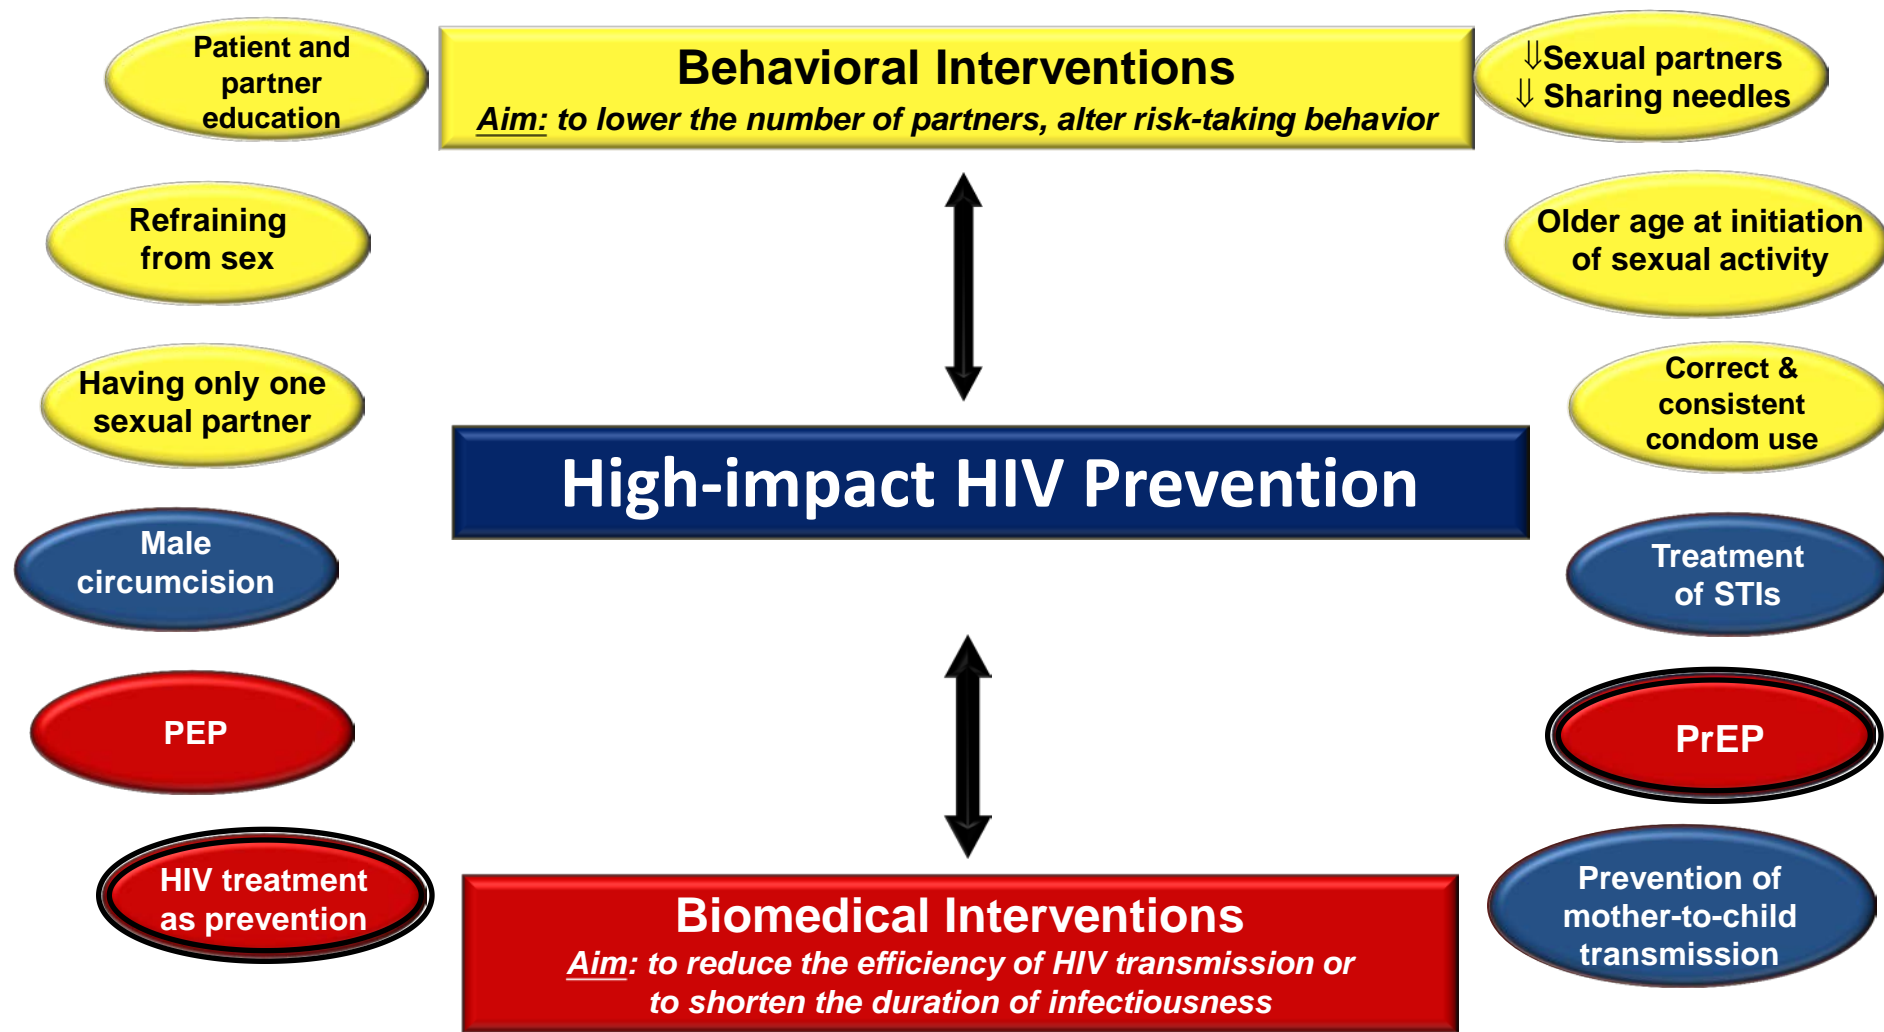 Patient and
partner
education
Behavioral Interventions
Aim: to lower the number of partners, alter risk-taking behavior
⇓Sexual partners
⇓ Sharing needles
Refraining
from sex
Older age at initiation
of sexual activity
Having only one
sexual partner
Correct &
consistent
condom use
High-impact HIV Prevention
Male
circumcision
Treatment
of STIs
PEP
PrEP
HIV treatment
as prevention
Biomedical Interventions
Aim: to reduce the efficiency of HIV transmission or
to shorten the duration of infectiousness
Prevention of
mother-to-child
transmission